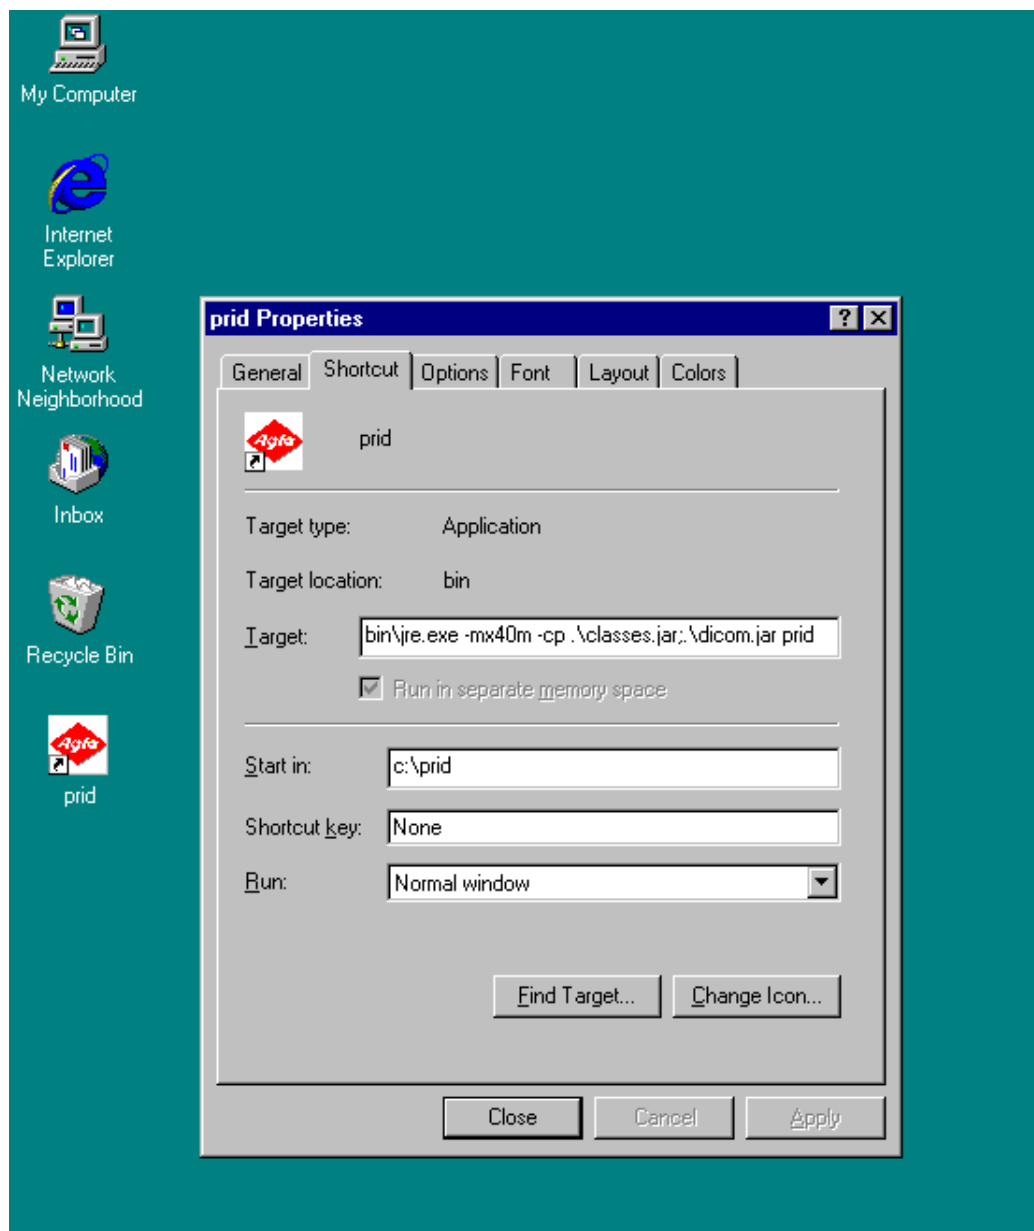 My Computer
Internet
Explorer
Network
Neighborhood
Inbox
Recycle Bin
Agfa
prid
prid Properties
?
General
Shortcut
Options
Font
Layout
Colors
Agfa
prid
Target type: Application
Target location: bin
Target: bin\jre.exe -mx40m -cp .\classes.jar;.\dicom.jar prid
Run in separate memory space
Start in: c:\prid
Shortcut key: None
Run: Normal window
Find Target... Change Icon...
Close Cancel Apply